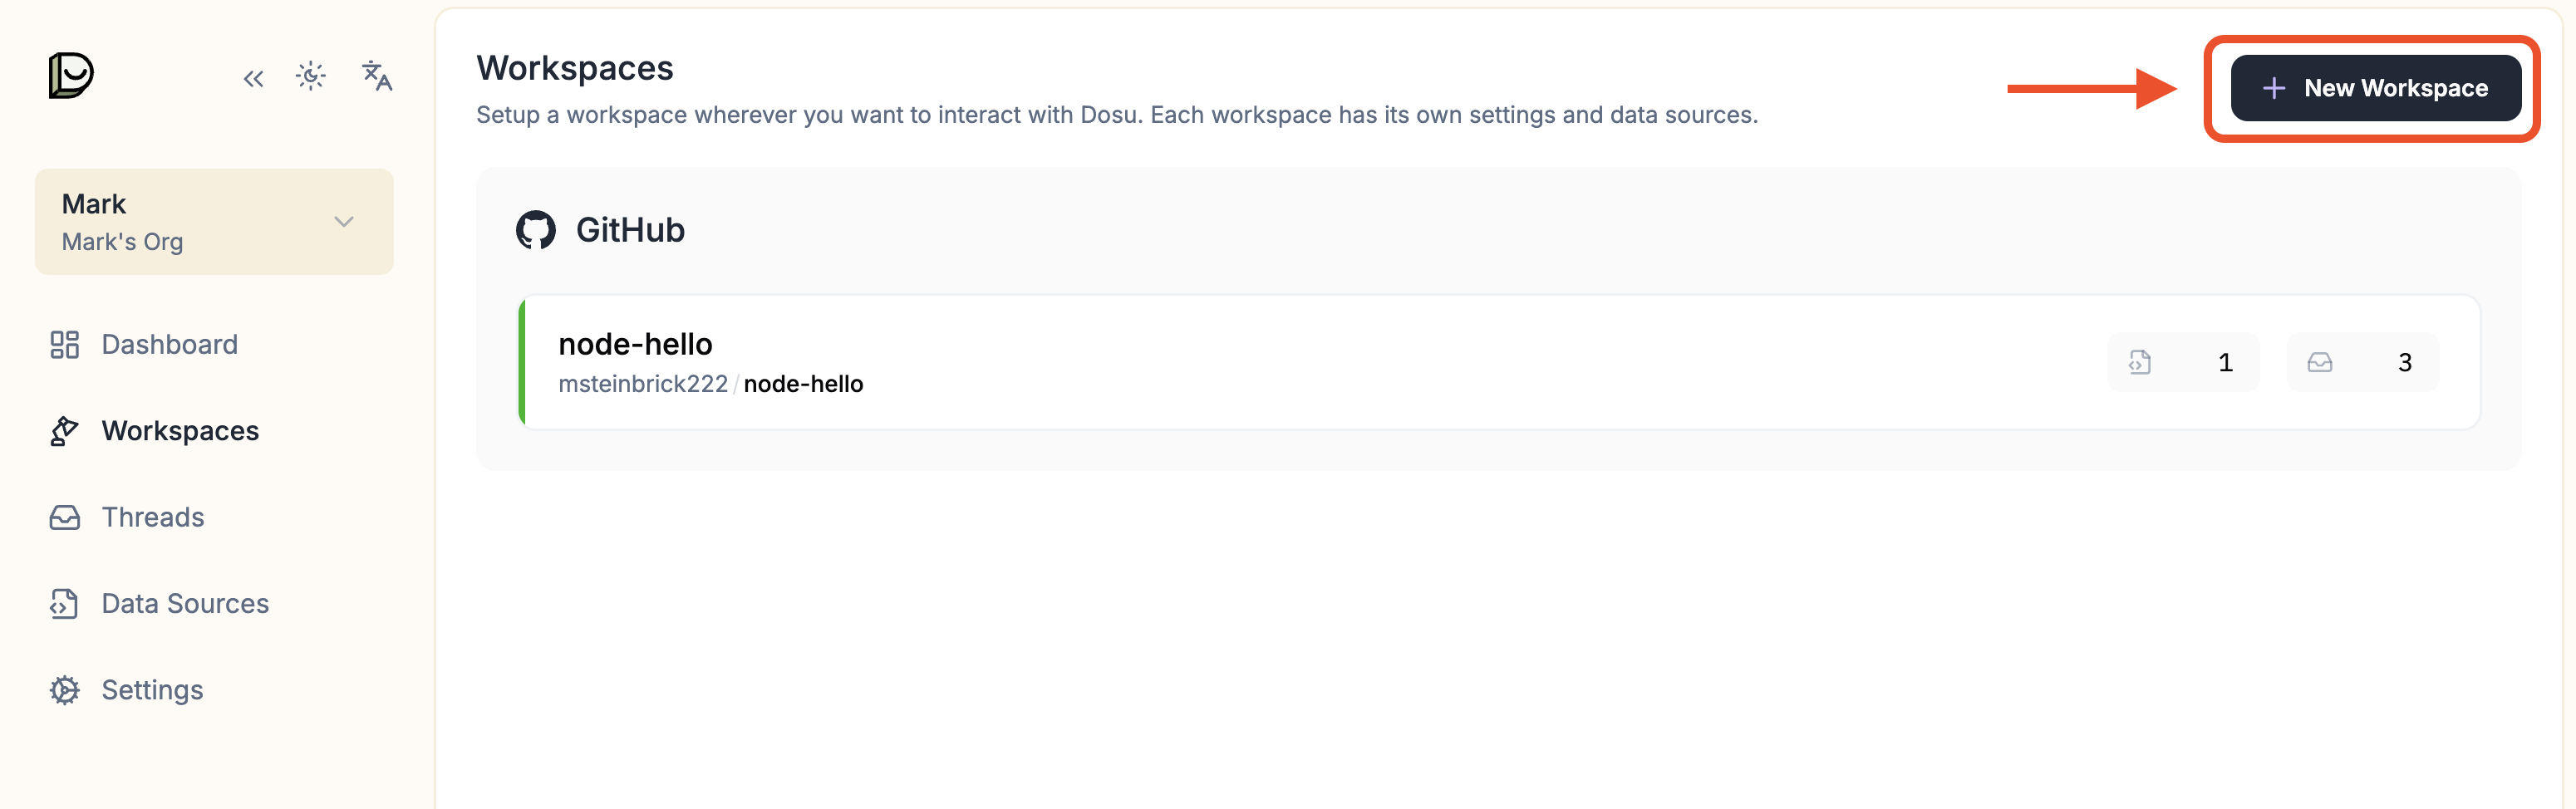 Mark
Mark's Org
Dashboard
Workspaces
Threads
Data Sources
Settings
Workspaces
Setup a workspace wherever you want to interact with Dosu. Each workspace has its own settings and data sources.
New Workspace
GitHub
node-hello
msteinbrick222/node-hello
1
3